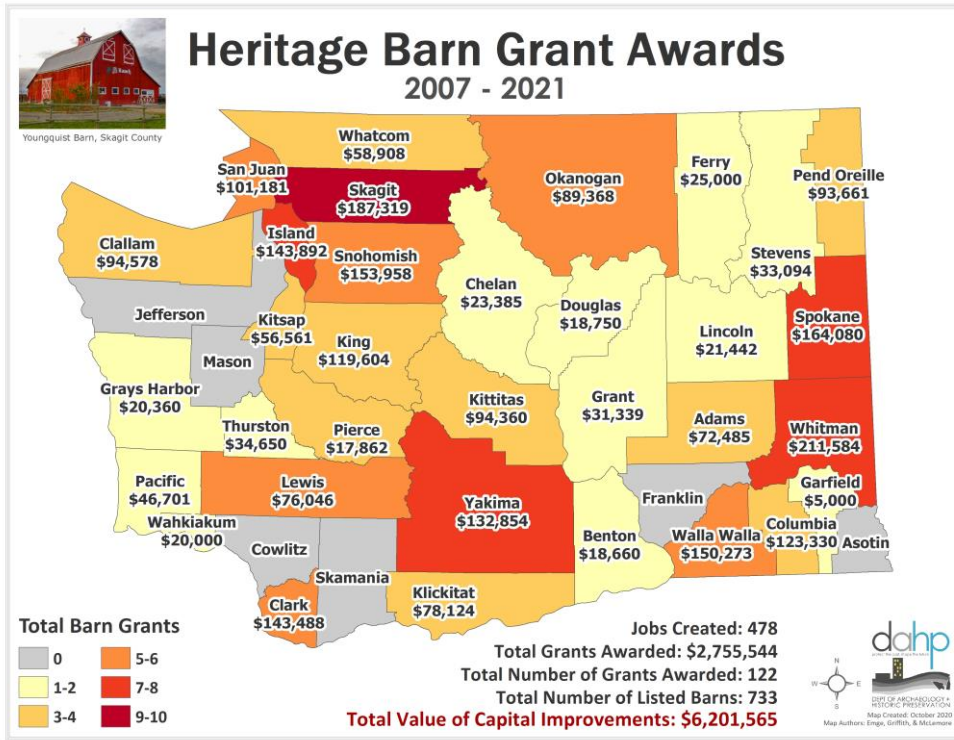 Heritage Barn Grant Awards
2007 - 2021
Youngquist Barn, Skagit County
Whatcom
$58,908
San Juan
$101,181
Skagit
$187,319
Okanogan
$89,368
Ferry
$25,000
Pend Oreille
$93,661
Stevens
$33,094
Clallam
$94,578
Island
$143,892
Snohomish
$153,958
Jefferson
Chelan
$23,385
Douglas
$18,750
Lincoln
$21,442
Spokane
$164,080
Kitsap
$56,561
King
$119,604
Mason
Grays Harbor
$20,360
Thurston
$34,650
Pierce
$17,862
Kittitas
$94,360
Grant
$31,339
Adams
$72,485
Whitman
$211,584
Pacific
$46,701
Lewis
$76,046
Yakima
$132,854
Franklin
Garfield
$5,000
Wahkiakum
$20,000
Cowlitz
Skamania
Benton
$18,660
Walla Walla
$150,273
Columbia
$123,330
Asotin
Clark
$143,488
Klickitat
$78,124
Total Barn Grants
0
1-2
3-4
5-6
7-8
9-10
Jobs Created: 478
Total Grants Awarded: $2,755,544
Total Number of Grants Awarded: 122
Total Number of Listed Barns: 733
Total Value of Capital Improvements: $6,201,565
N
W
E
S
dahp
DEPT OF ARCHAEOLOGY +
HISTORIC PRESERVATION
Map Created: October 2020
Map Authors: Emge, Griffith, & McLemore